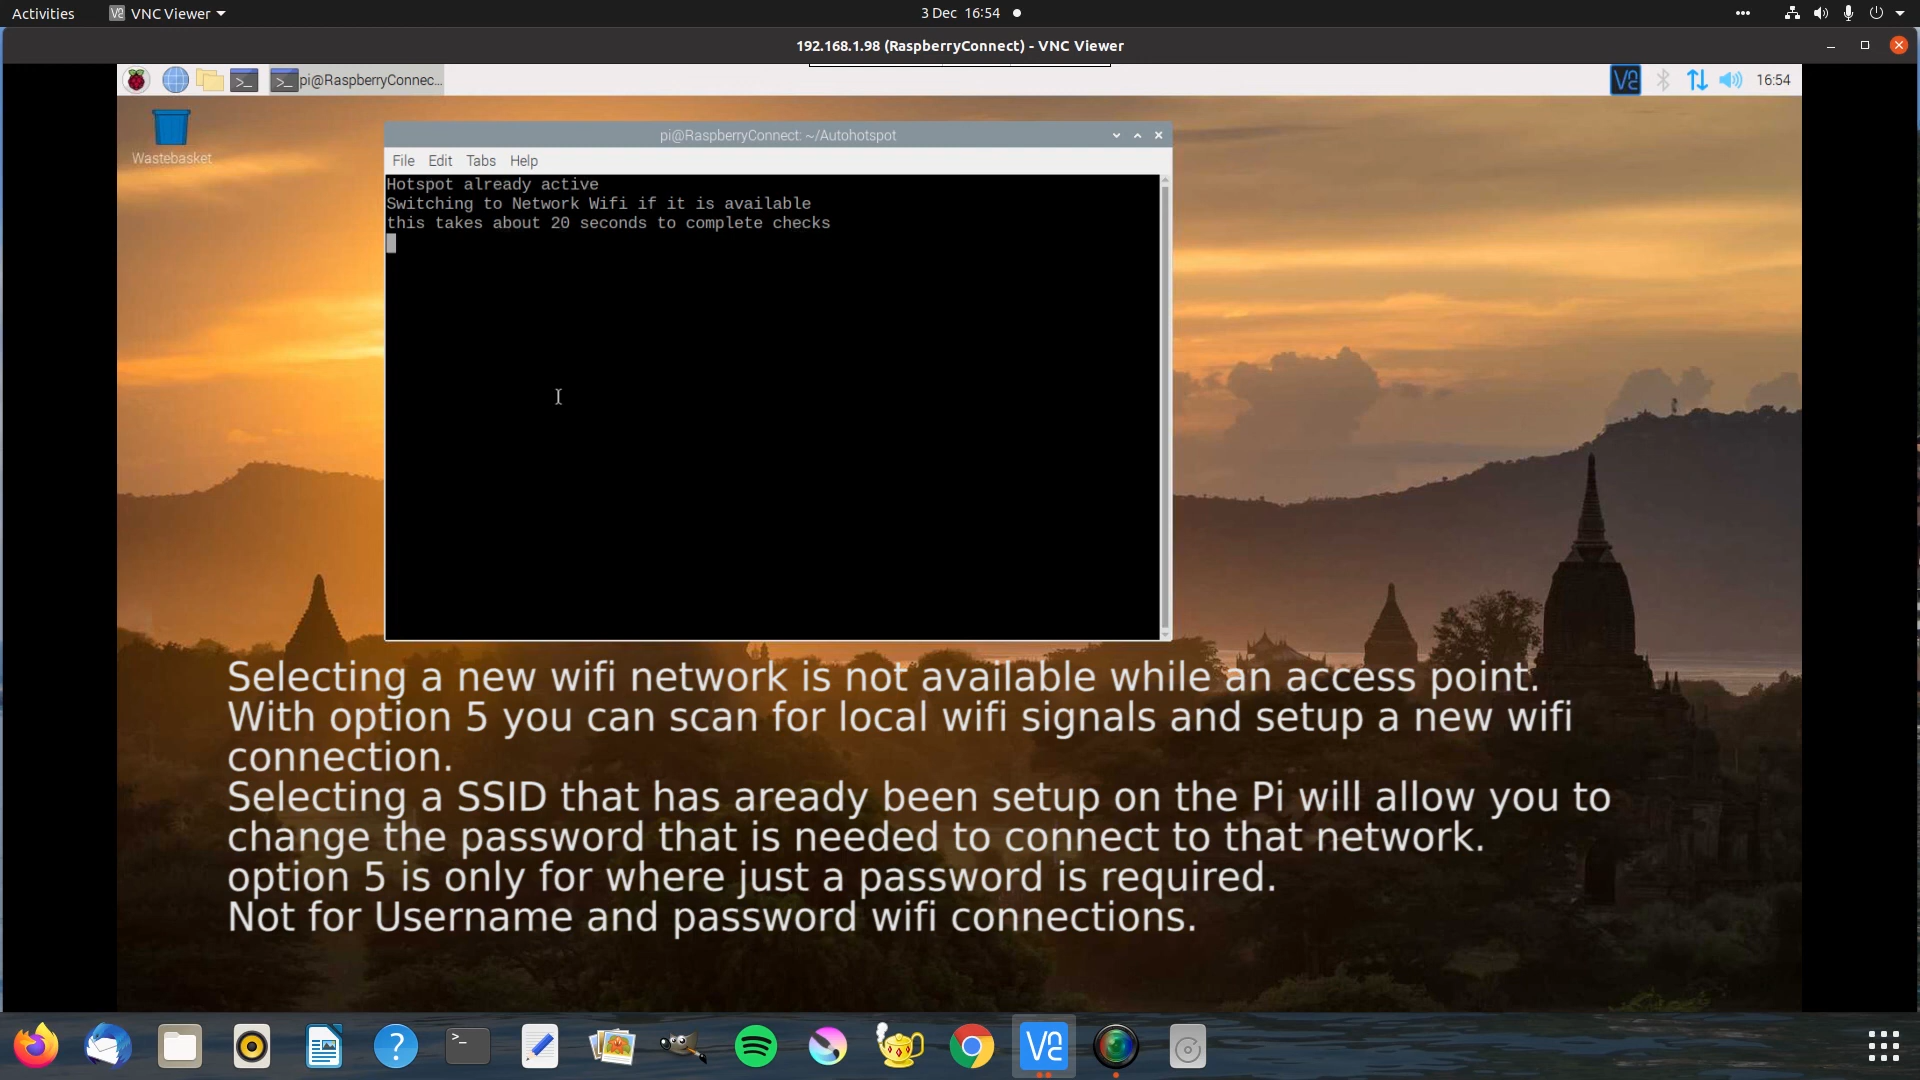 Activities
VNC Viewer
3 Dec 16:54
192.168.1.98 (RaspberryConnect) - VNC Viewer
pi@RaspberryConnec...
16:54
Wastebasket
pi@RaspberryConnect: ~/Autohotspot
File Edit Tabs Help
Hotspot already active
Switching to Network Wifi if it is available
this takes about 20 seconds to complete checks
Selecting a new wifi network is not available while an access point.
With option 5 you can scan for local wifi signals and setup a new wifi
connection.
Selecting a SSID that has aready been setup on the Pi will allow you to
change the password that is needed to connect to that network.
option 5 is only for where just a password is required.
Not for Username and password wifi connections.